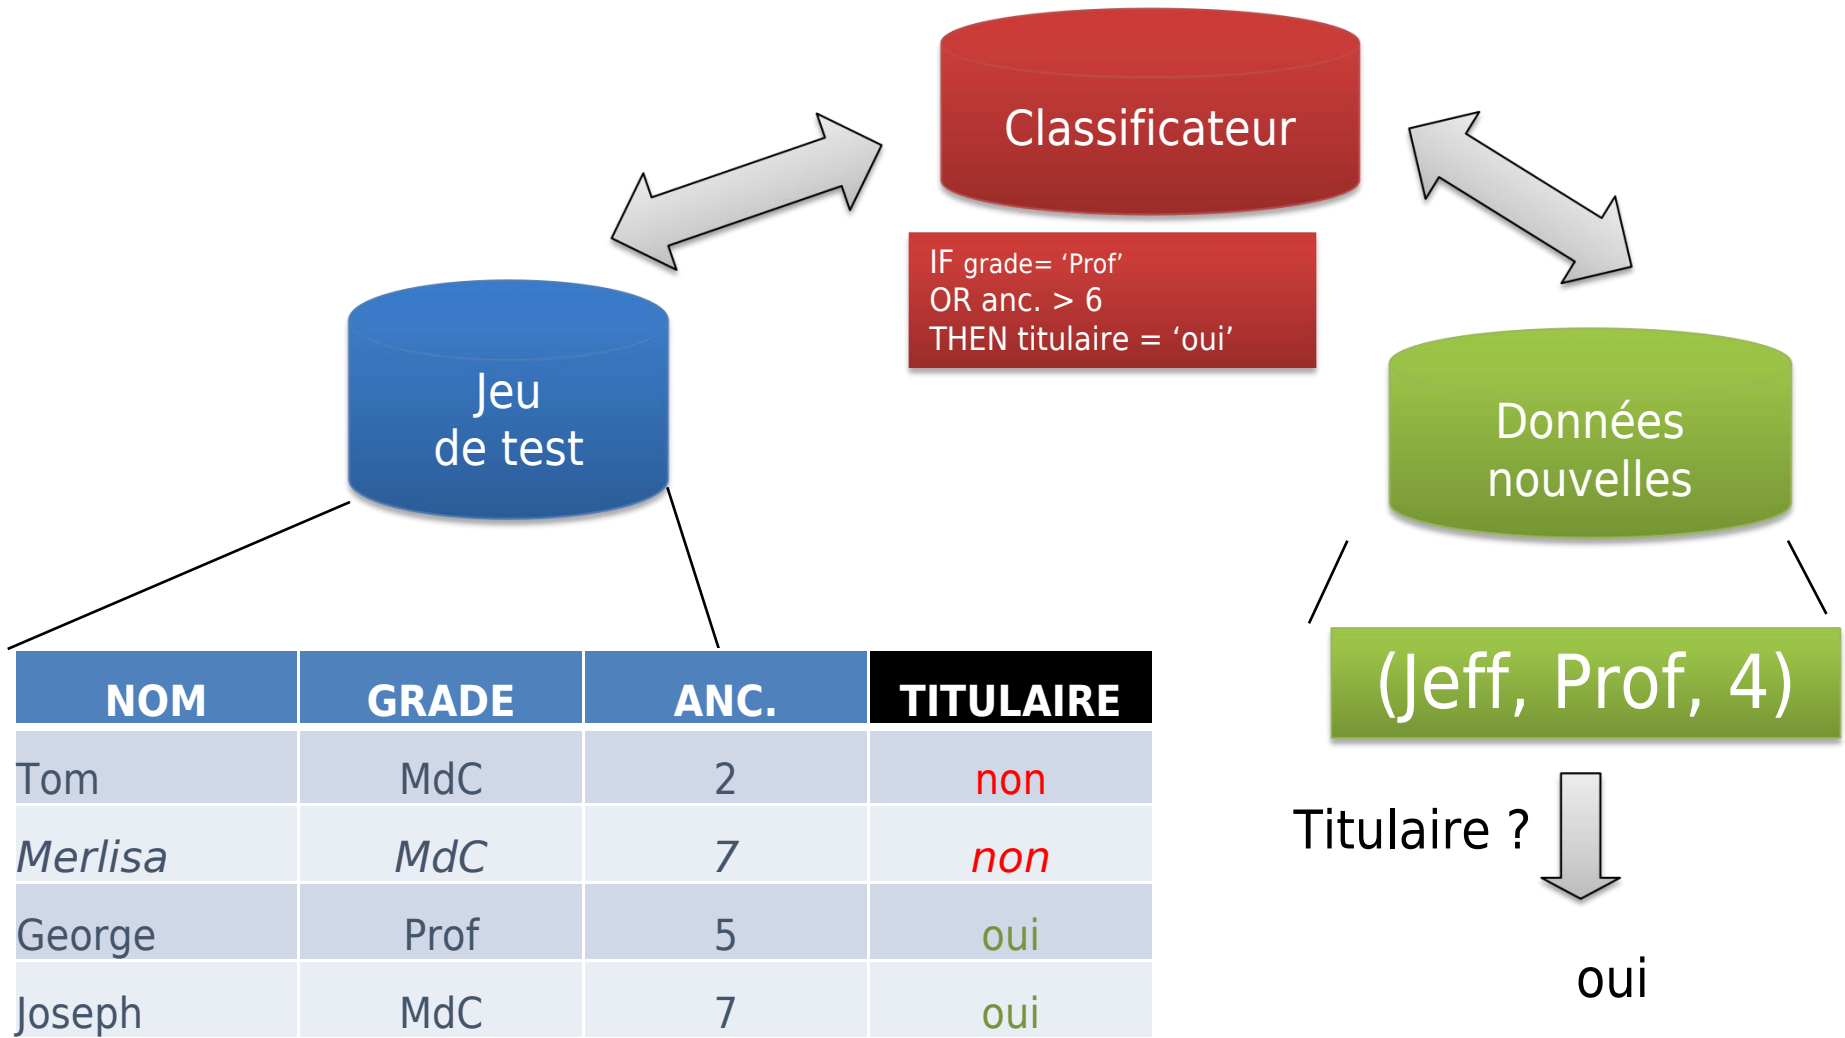 Classificateur
IF grade= ‘Prof’
OR anc. > 6
THEN titulaire = ‘oui’
Jeu
de test
Données
nouvelles
NOM GRADE ANC. TITULAIRE
Tom MdC 2 non
Merlisa MdC 7 non
George Prof 5 oui
Joseph MdC 7 oui
(Jeff, Prof, 4)
Titulaire ?
oui